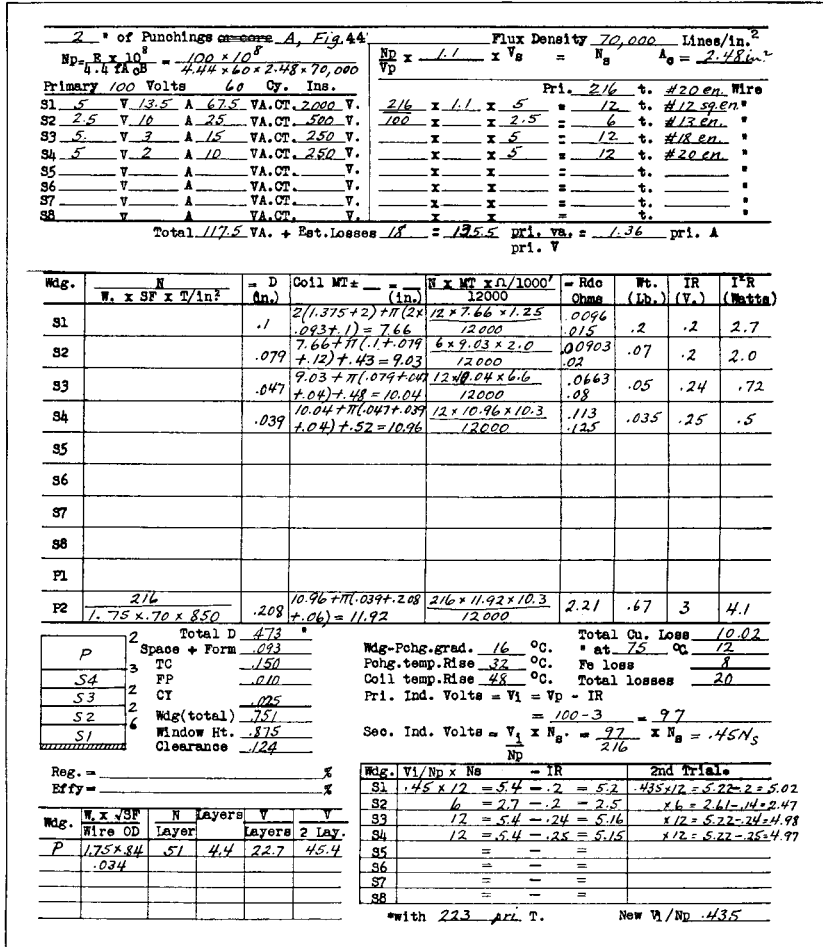 2 " of Punchings or core A, Fig. 44 Flux Density 70,000 Lines/in.2
Np = E x 10^8 / 4.4 fAcB = 100 × 10^8 / 4.44 × 60 × 2.48 × 70,000 Np/Vp x 1.1 x Vs = Ns Ac = 2.48 in.2
Primary 100 Volts 60 Cy. Ins. Pri. 216 t. #20 en. Wire
S1 5 V 13.5 A 67.5 VA.CT. 2000 V. 216 x 1.1 x 5 = 12 t. #12 sq. en. "
S2 2.5 V 10 A 25 VA.CT. 500 V. 100 x x 2.5 = 6 t. #13 en. "
S3 5. V 3 A 15 VA.CT. 250 V. x x 5 = 12 t. #18 en. "
S4 5 V 2 A 10 VA.CT. 250 V. x x 5 = 12 t. #20 en. "
S5 V A VA.CT. V. x x = t. "
S6 V A VA.CT. V. x x = t. "
S7 V A VA.CT. V. x x = t. "
S8 V A VA.CT. V. x x = t. "
Total 117.5 VA. + Est.Losses 18 = 135.5 pri. va. = 1.36 pri. A
pri. V
Wdg. N / W. x SF x T/in2 = D (in.) Coil MT± __ = __ (in.) N x MT x Ω/1000' / 12000 = Rdc Ohms Wt. (Lb.) IR (V.) I2R (Watts)
S1 .1 2(1.375+2)+π(2x .093+.1) = 7.66 12 × 7.66 × 1.25 / 12000 .0096 .015 .2 .2 2.7
S2 .079 7.66+π(.1+.079 +.12)+.43 = 9.03 6 × 9.03 × 2.0 / 12000 .00903 .02 .07 .2 2.0
S3 .047 9.03+π(.079+.047 +.04)+.48 = 10.04 12×10.04×6.6 / 12000 .0663 .08 .05 .24 .72
S4 .039 10.04+π(.047+.039 +.04)+.52 = 10.96 12 × 10.96 × 10.3 / 12000 .113 .125 .035 .25 .5
S5
S6
S7
S8
P1
P2 216 / 1.75 × .70 × 850 .208 10.96+π(.039+.208 +.06) = 11.92 216 × 11.92 × 10.3 / 12000 2.21 .67 3 4.1
P
S4
S3
S2
S1
2
3
2
2
6
Total D .473 "
Space + Form .093
TC .150
FP .010
CT .025
Wdg(total) .751
Window Ht. .875
Clearance .124
Wdg-Pchg.grad. 16 °C.
Pchg.temp.Rise 32 °C.
Coil temp.Rise 48 °C.
Total Cu. Loss 10.02
" at 75 °C 12
Fe loss 8
Total losses 20
Pri. Ind. Volts = Vi = Vp - IR
= 100-3 = 97
Sec. Ind. Volts = Vi/Np x Ns. = 97/216 x Ns = .45Ns
Reg. = %
Effy= %
Wdg. W. x √SF / Wire OD N / Layer Layers V / Layers V / 2 Lay.
P 1.75×.84 / .034 51 4.4 22.7 45.4
Wdg. Vi/Np x Ns - IR 2nd Trial*
S1 .45 × 12 = 5.4 - .2 = 5.2 .435×12 = 5.22-.2 = 5.02
S2 6 = 2.7 - .2 = 2.5 ×6 = 2.61-.14 = 2.47
S3 12 = 5.4 - .24 = 5.16 ×12 = 5.22-.24 = 4.98
S4 12 = 5.4 - .25 = 5.15 ×12 = 5.22-.25 = 4.97
S5 = - =
S6 = - =
S7 = - =
S8 = - =
*with 223 pri T. New Vi/Np .435